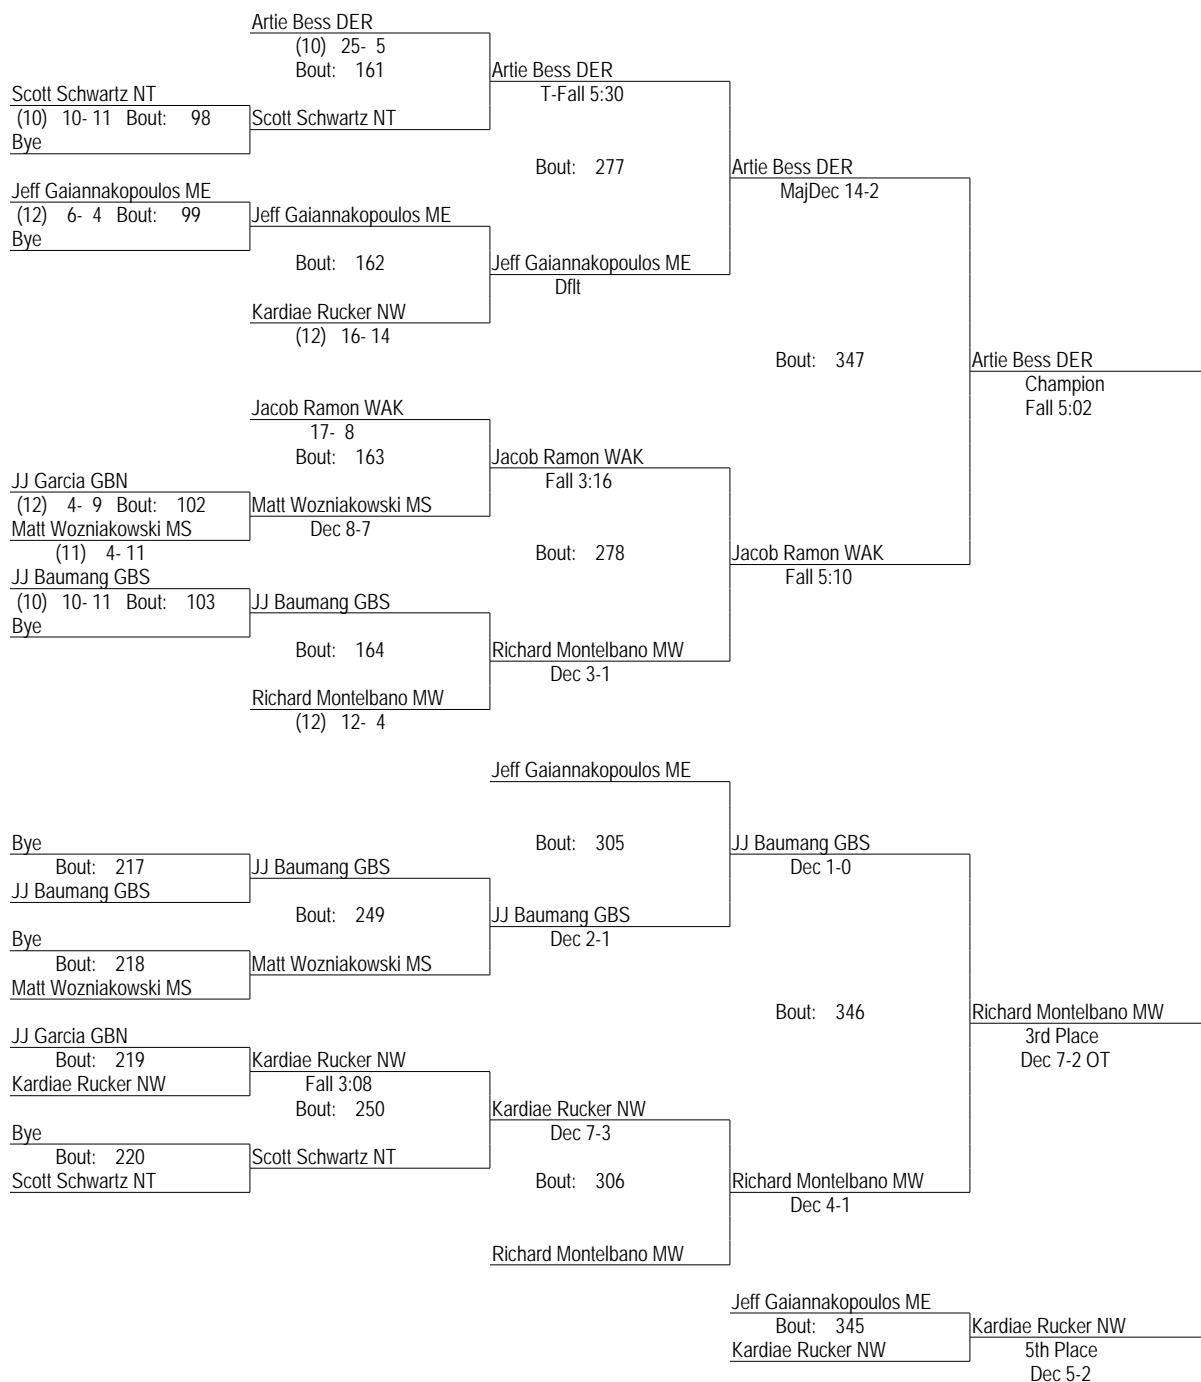 Artie Bess DER
(10) 25- 5
Bout: 161
Artie Bess DER
T-Fall 5:30
Scott Schwartz NT
(10) 10- 11 Bout: 98
Scott Schwartz NT
Bye
Bout: 277
Artie Bess DER
MajDec 14-2
Jeff Gaiannakopoulos ME
(12) 6- 4 Bout: 99
Jeff Gaiannakopoulos ME
Bye
Bout: 162
Jeff Gaiannakopoulos ME
Dflt
Kardiae Rucker NW
(12) 16- 14
Bout: 347
Artie Bess DER
Champion
Fall 5:02
Jacob Ramon WAK
17- 8
Bout: 163
Jacob Ramon WAK
Fall 3:16
JJ Garcia GBN
(12) 4- 9 Bout: 102
Matt Wozniakowski MS
Matt Wozniakowski MS
Dec 8-7
(11) 4- 11
Bout: 278
Jacob Ramon WAK
Fall 5:10
JJ Baumang GBS
(10) 10- 11 Bout: 103
JJ Baumang GBS
Bye
Bout: 164
Richard Montelbano MW
Dec 3-1
Richard Montelbano MW
(12) 12- 4
Jeff Gaiannakopoulos ME
Bye
Bout: 305
JJ Baumang GBS
Dec 1-0
Bout: 217
JJ Baumang GBS
JJ Baumang GBS
Bout: 249
JJ Baumang GBS
Dec 2-1
Bye
Bout: 218
Matt Wozniakowski MS
Matt Wozniakowski MS
Bout: 346
Richard Montelbano MW
3rd Place
Dec 7-2 OT
JJ Garcia GBN
Bout: 219
Kardiae Rucker NW
Kardiae Rucker NW
Fall 3:08
Bout: 250
Kardiae Rucker NW
Dec 7-3
Bye
Bout: 220
Scott Schwartz NT
Scott Schwartz NT
Bout: 306
Richard Montelbano MW
Dec 4-1
Richard Montelbano MW
Jeff Gaiannakopoulos ME
Bout: 345
Kardiae Rucker NW
Kardiae Rucker NW
5th Place
Dec 5-2